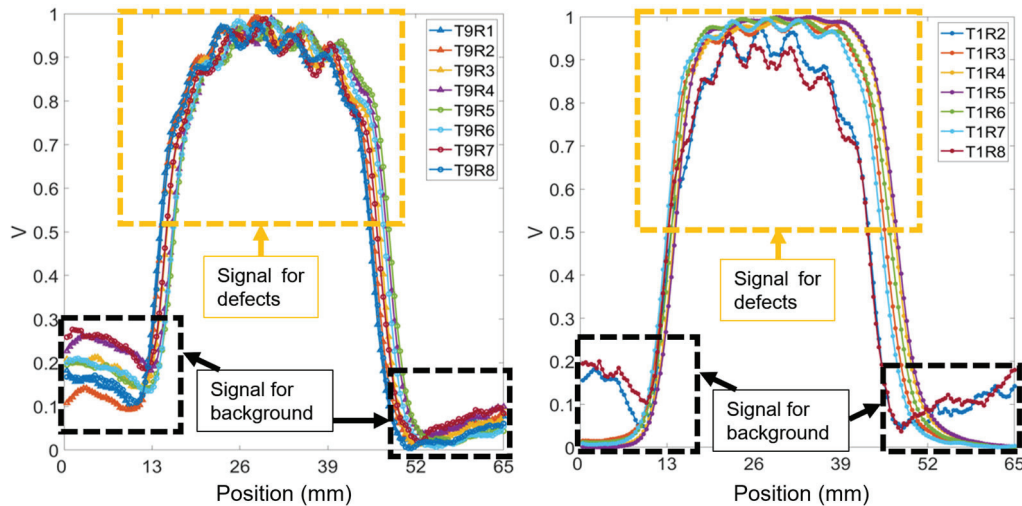 1
0.9
0.8
0.7
0.6
0.5
0.4
0.3
0.2
0.1
0
V
0
13
26
39
52
65
Position (mm)
T9R1
T9R2
T9R3
T9R4
T9R5
T9R6
T9R7
T9R8
Signal for
defects
Signal for
background
1
0.9
0.8
0.7
0.6
0.5
0.4
0.3
0.2
0.1
0
V
0
13
26
39
52
65
Position (mm)
T1R2
T1R3
T1R4
T1R5
T1R6
T1R7
T1R8
Signal for
defects
Signal for
background